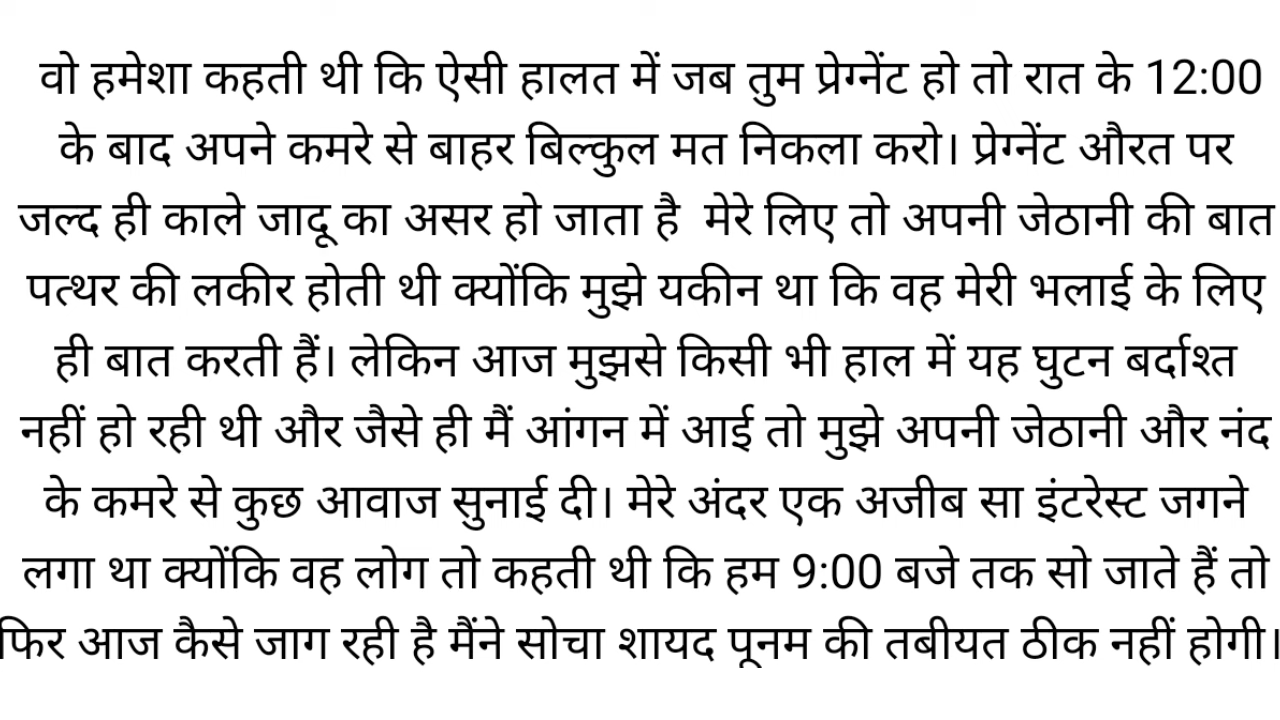 वो हमेशा कहती थी कि ऐसी हालत में जब तुम प्रेग्नेंट हो तो रात के 12:00
के बाद अपने कमरे से बाहर बिल्कुल मत निकला करो। प्रेग्नेंट औरत पर
जल्द ही काले जादू का असर हो जाता है  मेरे लिए तो अपनी जेठानी की बात
पत्थर की लकीर होती थी क्योंकि मुझे यकीन था कि वह मेरी भलाई के लिए
ही बात करती हैं। लेकिन आज मुझसे किसी भी हाल में यह घुटन बर्दाश्त
नहीं हो रही थी और जैसे ही मैं आंगन में आई तो मुझे अपनी जेठानी और नंद
के कमरे से कुछ आवाज सुनाई दी। मेरे अंदर एक अजीब सा इंटरेस्ट जगने
लगा था क्योंकि वह लोग तो कहती थी कि हम 9:00 बजे तक सो जाते हैं तो
फिर आज कैसे जाग रही है मैंने सोचा शायद पूनम की तबीयत ठीक नहीं होगी।